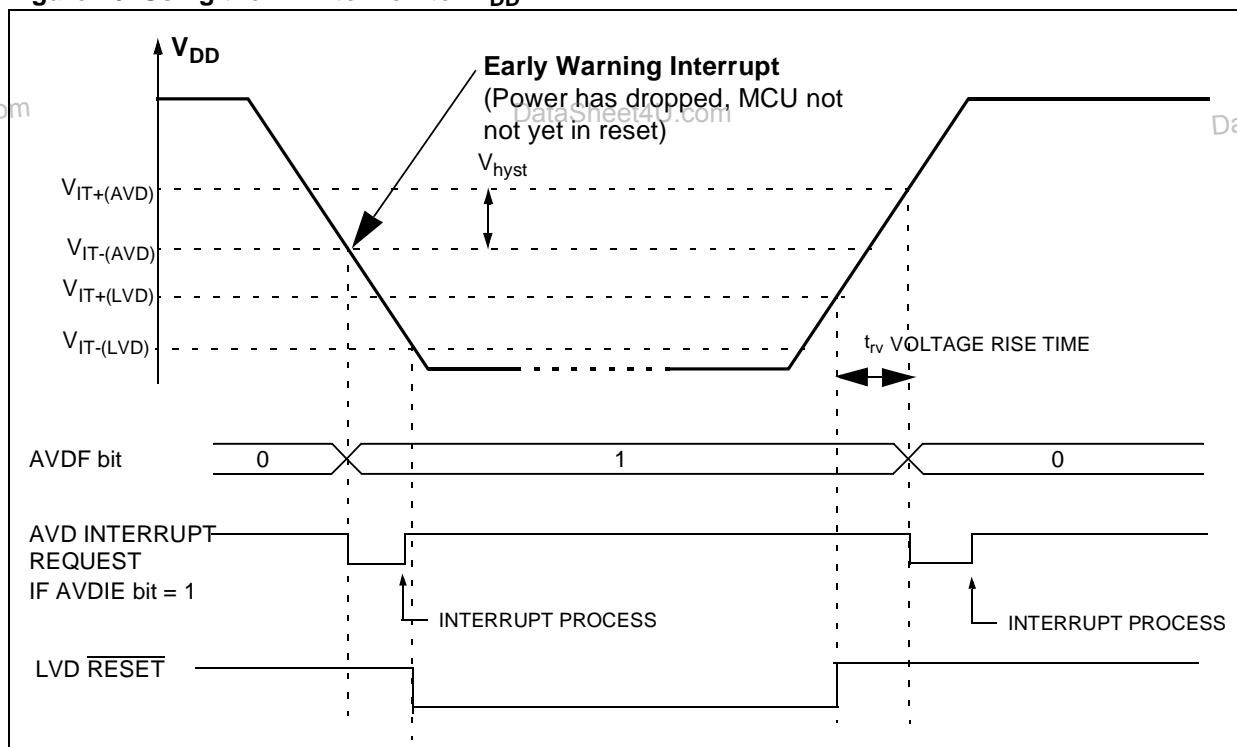 V_DD
Early Warning Interrupt
(Power has dropped, MCU not
not yet in reset)
DataSheet4U.com
om
Da
V_hyst
V_IT+(AVD)
V_IT-(AVD)
V_IT+(LVD)
V_IT-(LVD)
t_rv VOLTAGE RISE TIME
AVDF bit
0
1
0
AVD INTERRUPT
REQUEST
IF AVDIE bit = 1
INTERRUPT PROCESS
INTERRUPT PROCESS
LVD RESET